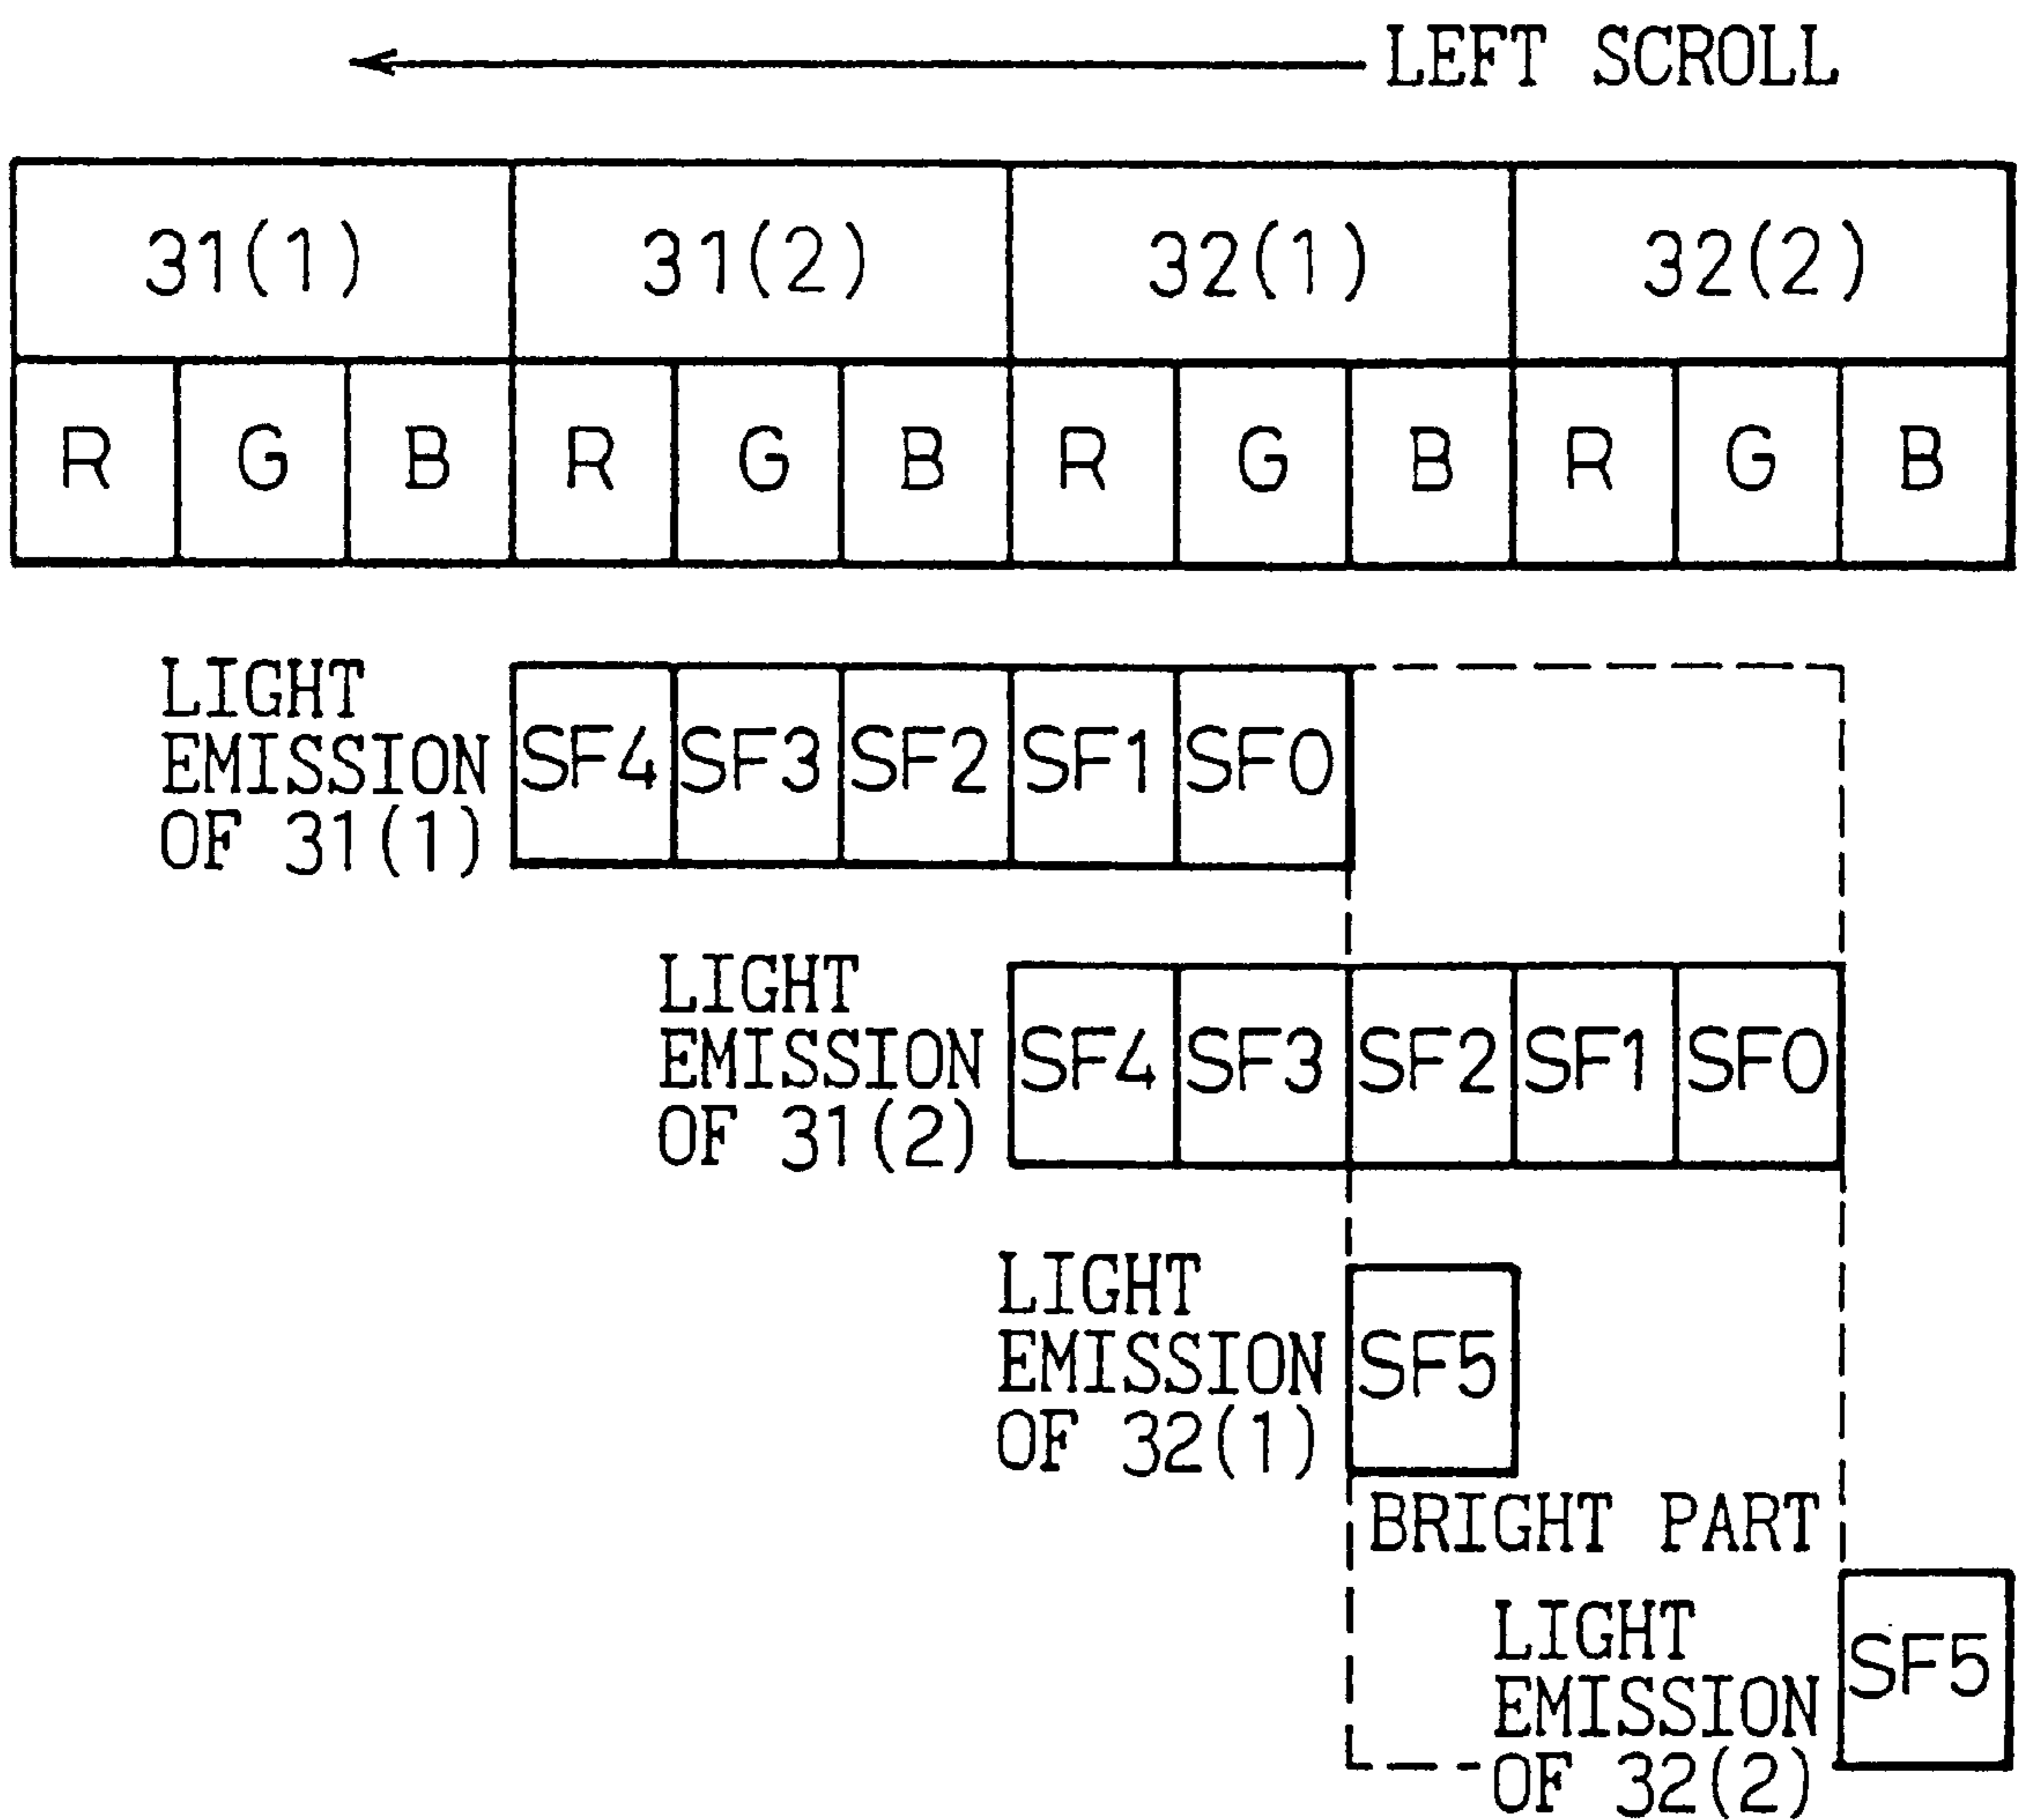 LEFT SCROLL
31(1) 31(2) 32(1) 32(2)
R G B R G B R G B R G B
LIGHT
EMISSION
OF 31(1)
SF4 SF3 SF2 SF1 SF0
LIGHT
EMISSION
OF 31(2)
SF4 SF3 SF2 SF1 SF0
LIGHT
EMISSION
OF 32(1)
SF5
BRIGHT PART
LIGHT
EMISSION
OF 32(2)
SF5